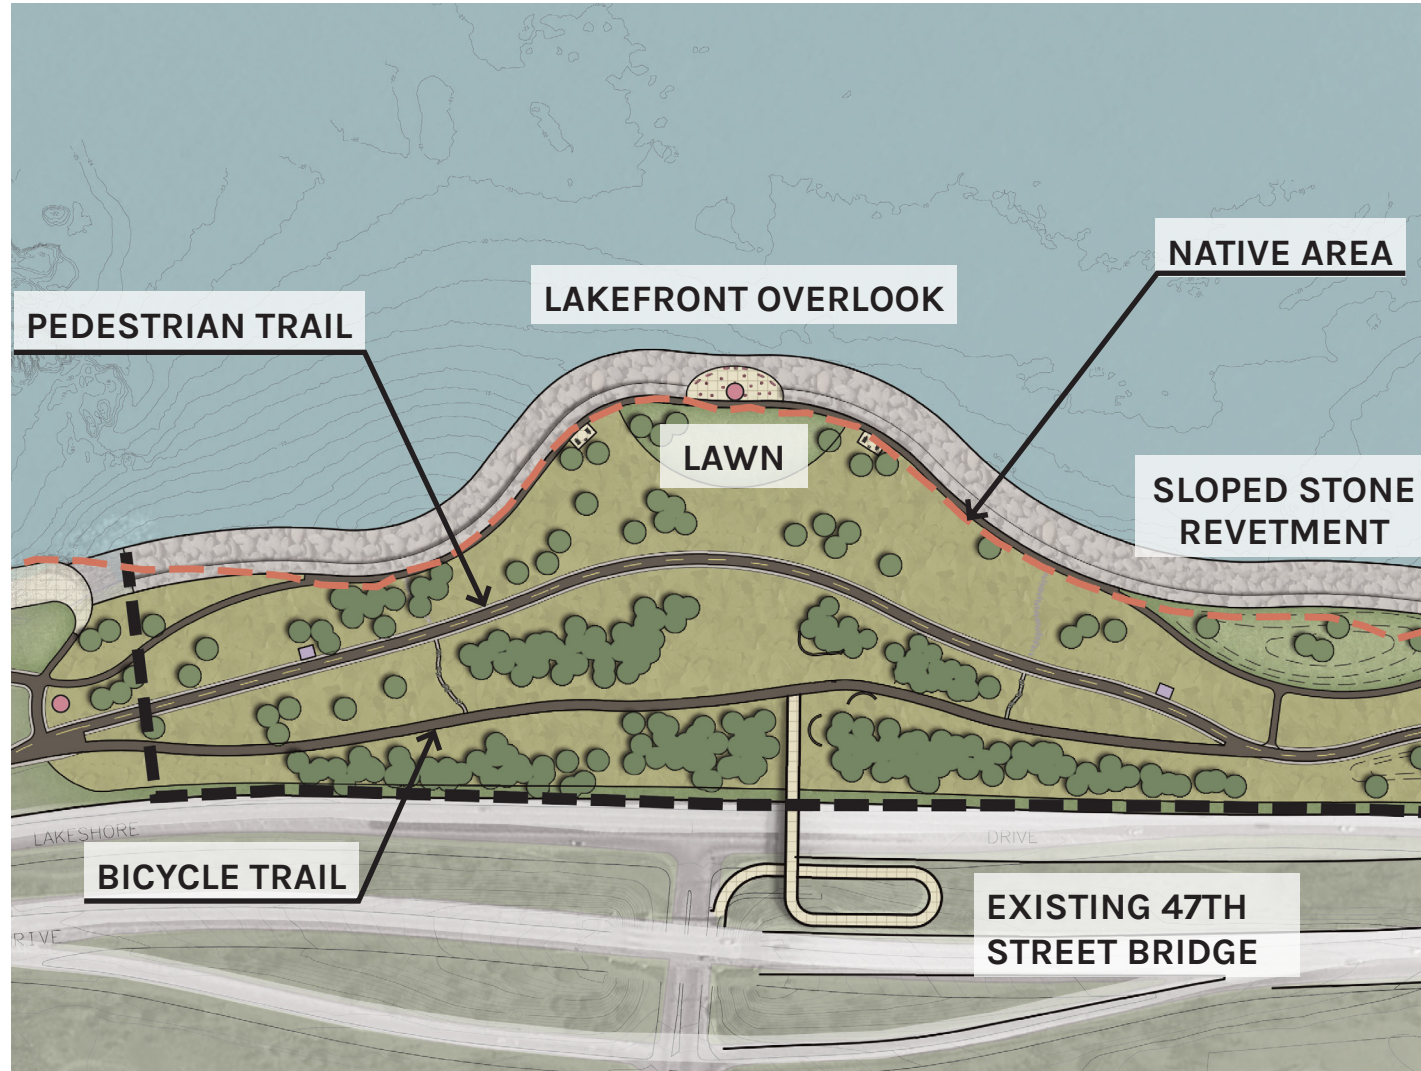 NATIVE AREA
LAKEFRONT OVERLOOK
PEDESTRIAN TRAIL
LAWN
SLOPED STONE
REVETMENT
LAKESHORE
DRIVE
BICYCLE TRAIL
EXISTING 47TH
STREET BRIDGE
RIVE